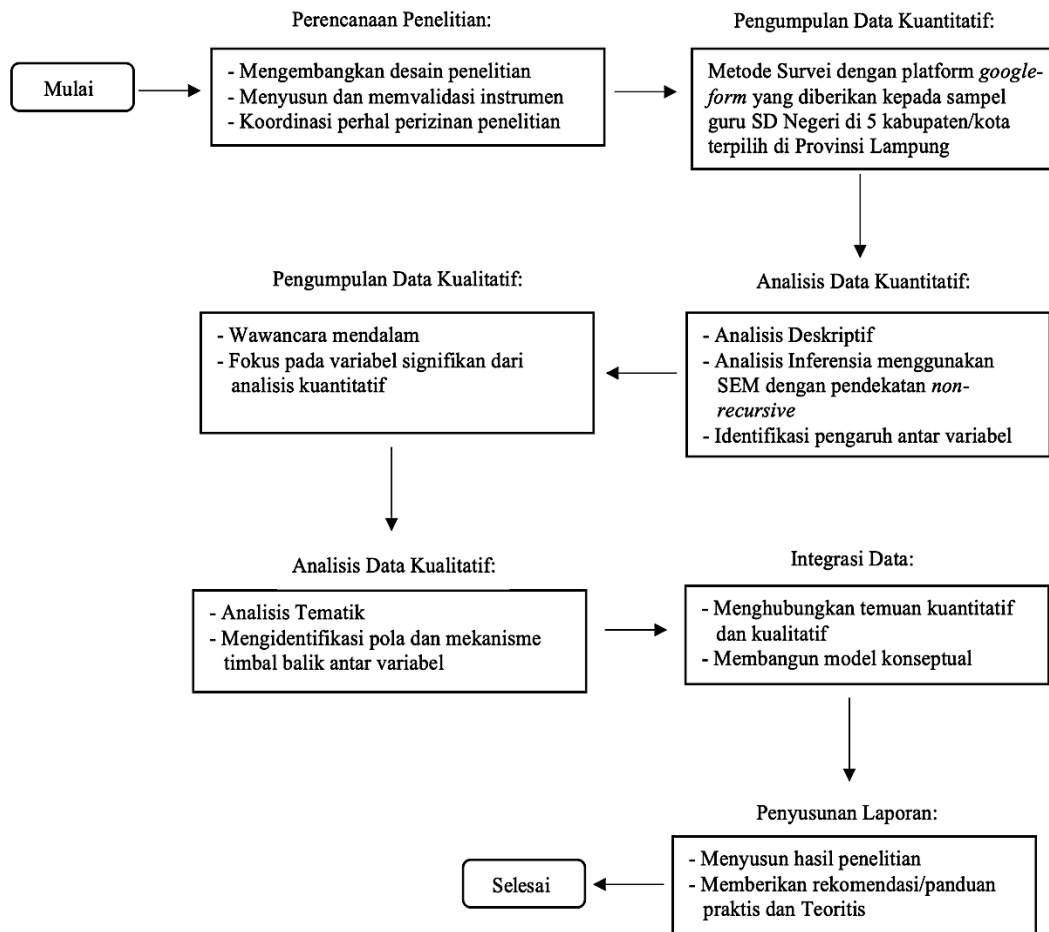 Perencanaan Penelitian:
Mulai
- Mengembangkan desain penelitian
- Menyusun dan memvalidasi instrumen
- Koordinasi perhal perizinan penelitian
Pengumpulan Data Kuantitatif:
Metode Survei dengan platform google-
form yang diberikan kepada sampel
guru SD Negeri di 5 kabupaten/kota
terpilih di Provinsi Lampung
Analisis Data Kuantitatif:
- Analisis Deskriptif
- Analisis Inferensia menggunakan
SEM dengan pendekatan non-
recursive
- Identifikasi pengaruh antar variabel
Pengumpulan Data Kualitatif:
- Wawancara mendalam
- Fokus pada variabel signifikan dari
analisis kuantitatif
Analisis Data Kualitatif:
- Analisis Tematik
- Mengidentifikasi pola dan mekanisme
timbal balik antar variabel
Integrasi Data:
- Menghubungkan temuan kuantitatif
dan kualitatif
- Membangun model konseptual
Penyusunan Laporan:
- Menyusun hasil penelitian
- Memberikan rekomendasi/panduan
praktis dan Teoritis
Selesai